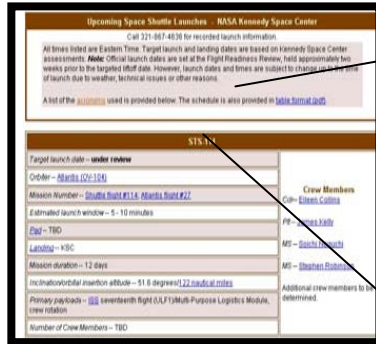 Upcoming Space Shuttle Launches - NASA Kennedy Space Center
Call 321-867-4636 for recorded launch information.
All times listed are Eastern Time. Target launch and landing dates are based on Kennedy Space Center
assessments. Note: Official launch dates are set at the Flight Readiness Review, held approximately two
weeks prior to the targeted liftoff date. However, launch dates and times are subject to change up to the time
of launch due to weather, technical issues or other reasons.
A list of the acronyms used is provided below. The schedule is also provided in table format (pdf).
Target launch date -- under review
Orbiter -- Atlantis (OV-104)
Mission Number -- Shuttle flight #114, Atlantis flight #27
Estimated launch window -- 5 - 10 minutes
Pad -- TBD
Landing -- KSC
Mission duration -- 12 days
Inclination/orbital insertion altitude -- 51.6 degrees/122 nautical miles
Primary payloads -- ISS seventeenth flight (ULF1)/Multi-Purpose Logistics Module,
crew rotation
Number of Crew Members -- TBD
Crew Members
Cdr-- Eileen Collins
Plt-- James Kelly
MS -- Soichi Noguchi
MS -- Stephen Robinson
Additional crew members to be
determined.